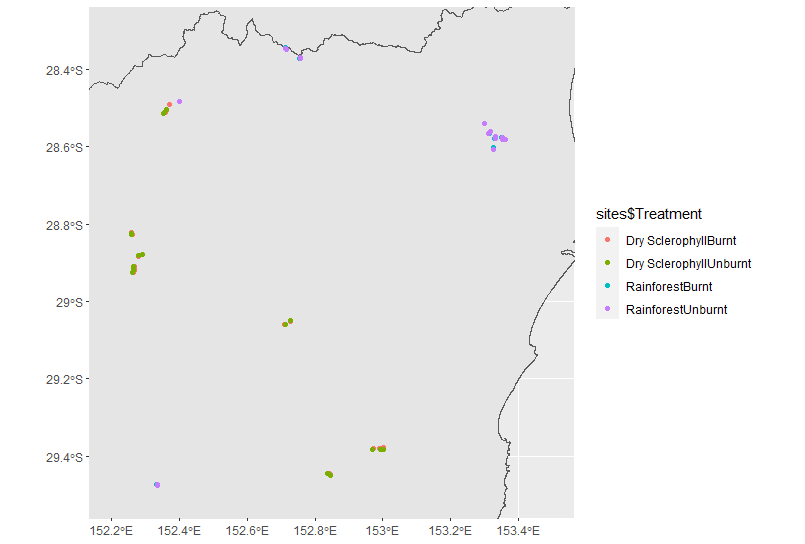 28.4°S
28.6°S
28.8°S
29°S
29.2°S
29.4°S
152.2°E 152.4°E 152.6°E 152.8°E 153°E 153.2°E 153.4°E
sites$Treatment
Dry SclerophyllBurnt
Dry SclerophyllUnburnt
RainforestBurnt
RainforestUnburnt